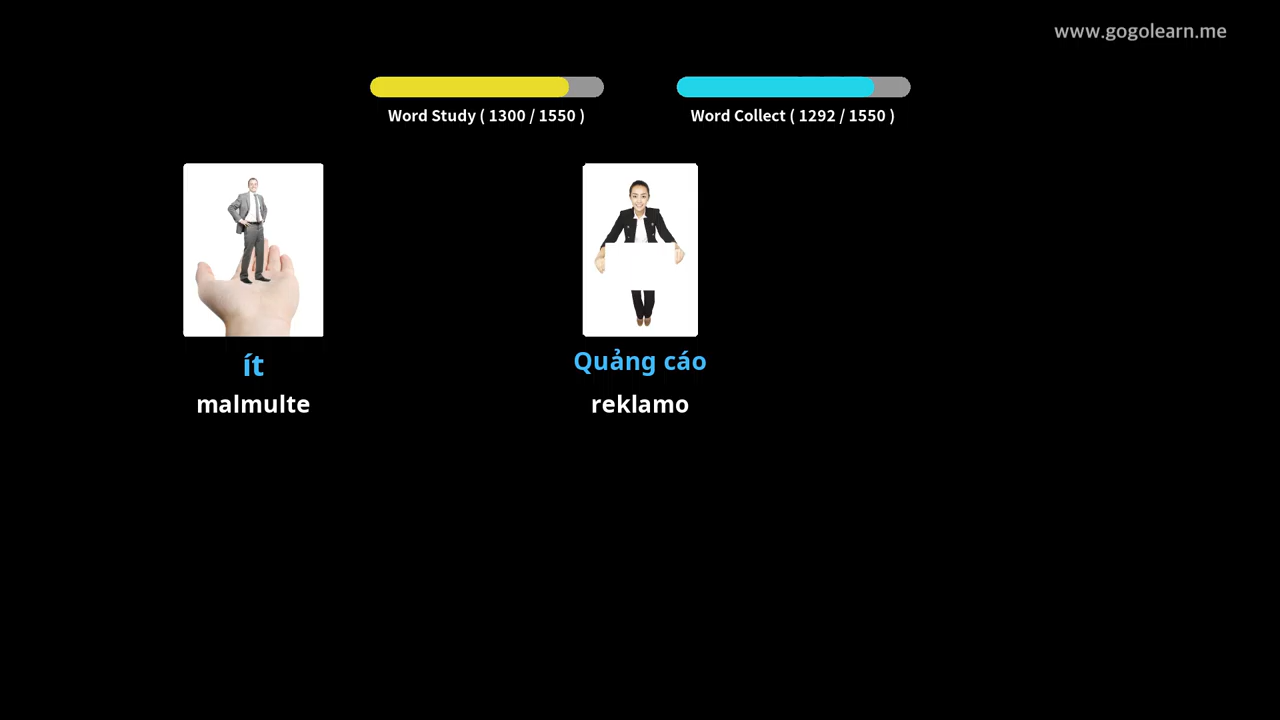 www.gogolearn.me
Word Study ( 1300 / 1550 )
Word Collect ( 1292 / 1550 )
ít
malmulte
Quảng cáo
reklamo